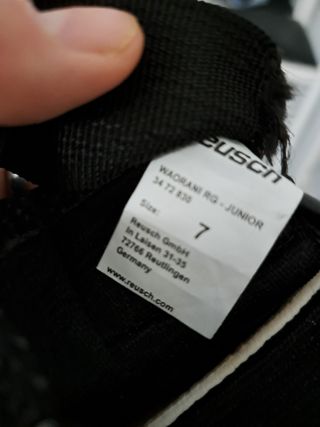 reusch
WAORANI RG - JUNIOR
34 72 830
Size: 7
Reusch GmbH
In Laisen 31-35
72766 Reutlingen
Germany
www.reusch.com